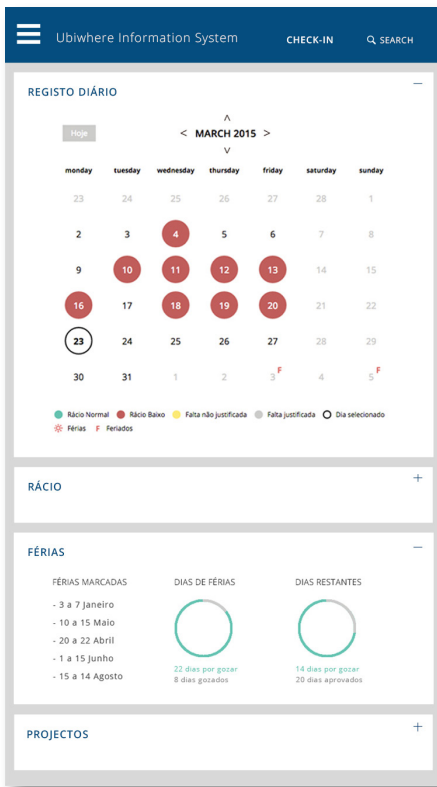 Ubiwhere Information System CHECK-IN SEARCH
REGISTO DIÁRIO
Hoje < MARCH 2015 >
monday tuesday wednesday thursday friday saturday sunday
23 24 25 26 27 28 1
2 3 4 5 6 7 8
9 10 11 12 13 14 15
16 17 18 19 20 21 22
23 24 25 26 27 28 29
30 31 1 2 3 F 4 5 F
Rácio Normal Rácio Baixo Falta não justificada Falta justificada Dia selecionado
Férias F Feriados
RÁCIO
FÉRIAS
FÉRIAS MARCADAS DIAS DE FÉRIAS DIAS RESTANTES
- 3 a 7 Janeiro
- 10 a 15 Maio
- 20 a 22 Abril
- 1 a 15 Junho
- 15 a 14 Agosto
22 dias por gozar
8 dias gozados
14 dias por gozar
20 dias aprovados
PROJECTOS